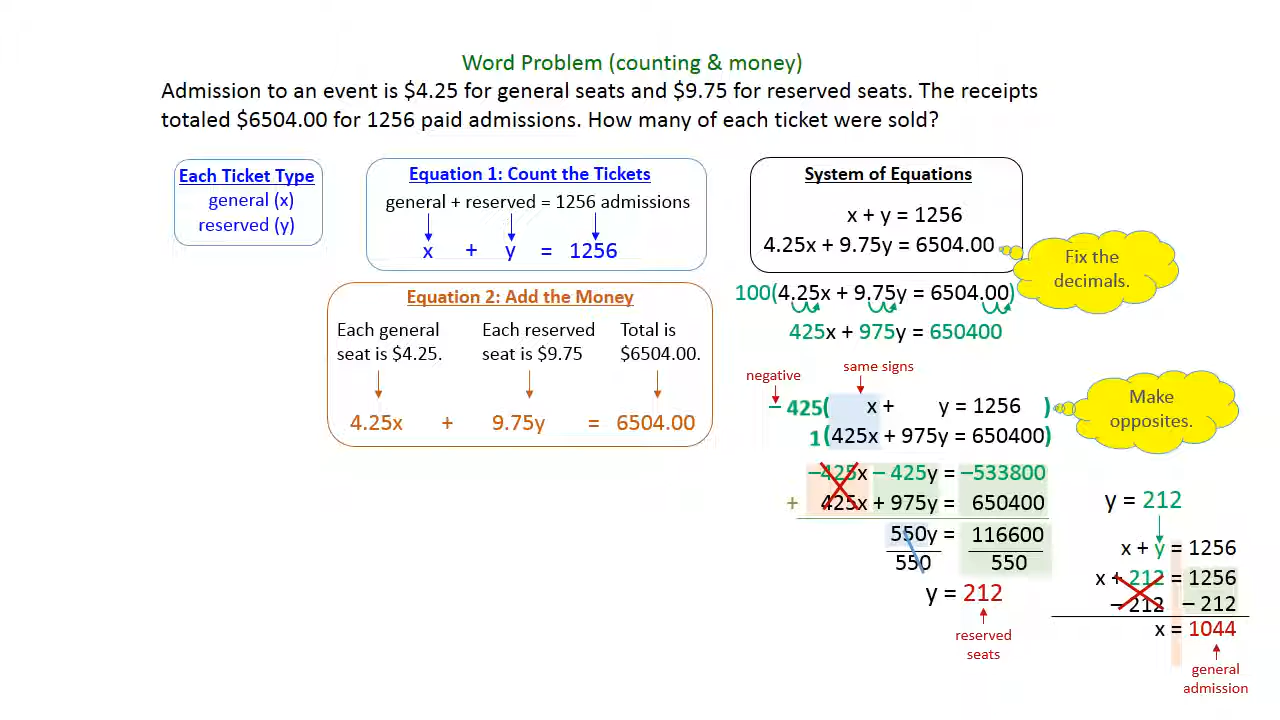 Word Problem (counting & money)
Admission to an event is $4.25 for general seats and $9.75 for reserved seats. The receipts
totaled $6504.00 for 1256 paid admissions. How many of each ticket were sold?
Each Ticket Type
general (x)
reserved (y)
Equation 1: Count the Tickets
general + reserved = 1256 admissions
x + y = 1256
Equation 2: Add the Money
Each general
seat is $4.25.
Each reserved
seat is $9.75
Total is
$6504.00.
4.25x + 9.75y = 6504.00
System of Equations
x + y = 1256
4.25x + 9.75y = 6504.00
Fix the
decimals.
100(4.25x + 9.75y = 6504.00)
425x + 975y = 650400
negative
same signs
− 425( x + y = 1256 )
1 (425x + 975y = 650400)
Make
opposites.
−425x − 425y = −533800
+ 425x + 975y = 650400
550y = 116600
550 550
y = 212
reserved
seats
y = 212
x + y = 1256
x + 212 = 1256
− 212 − 212
x = 1044
general
admission